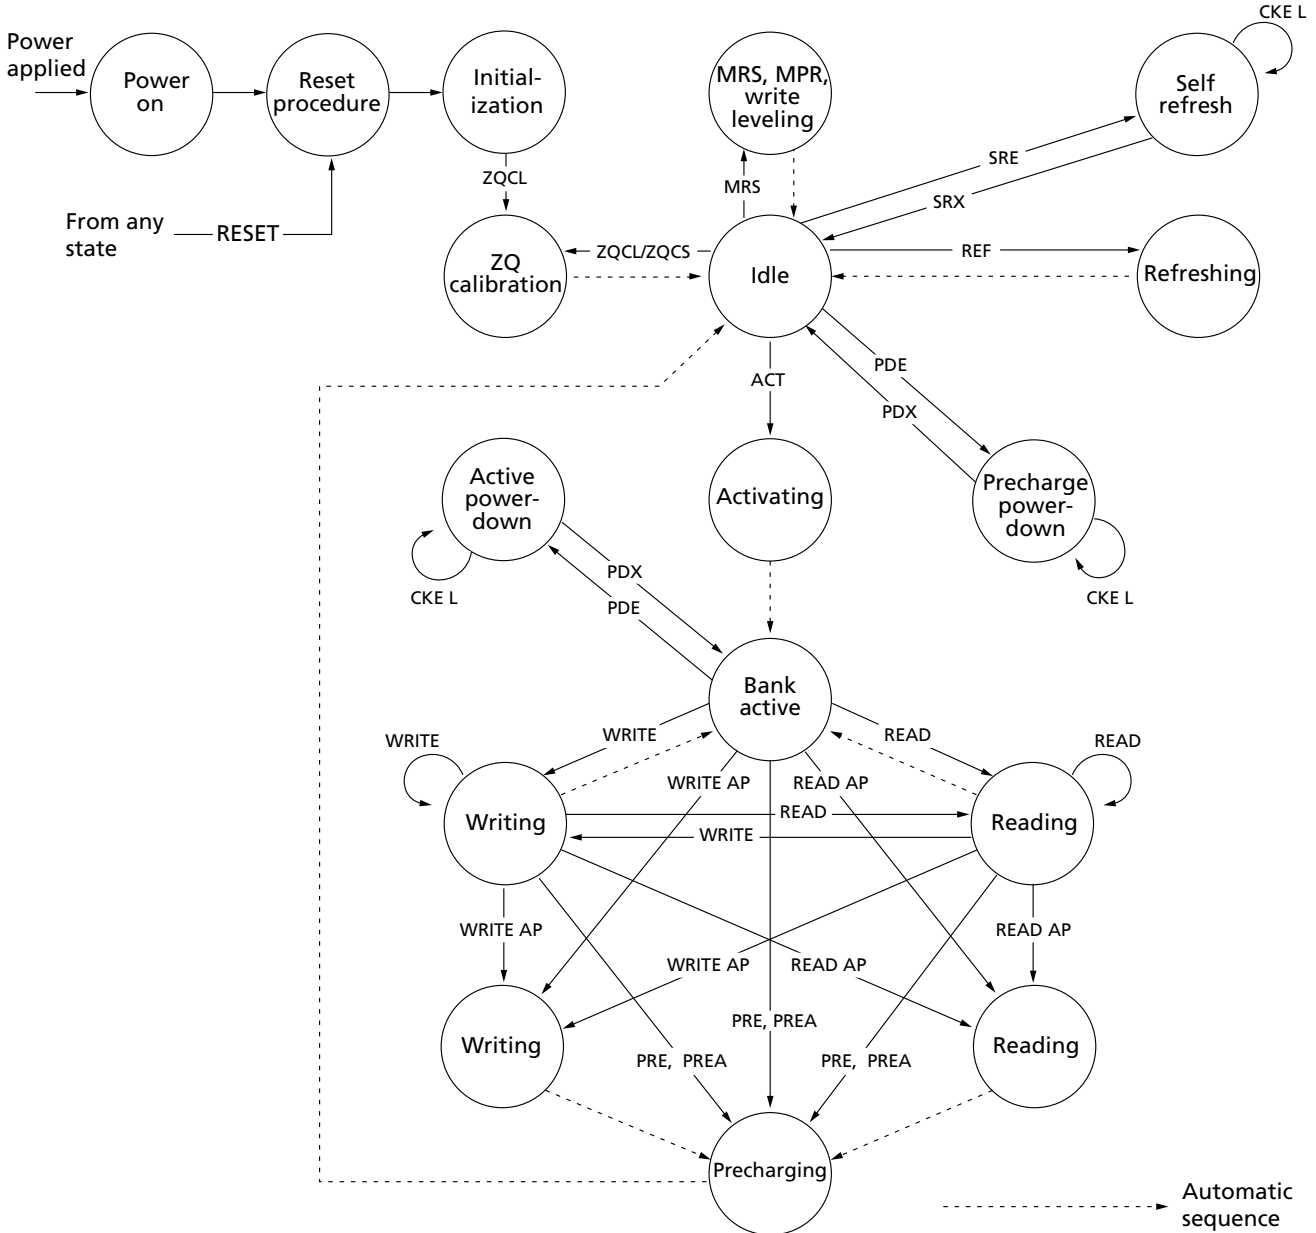 CKE L
Power
applied
Power
on
Reset
procedure
Initial-
ization
MRS, MPR,
write
leveling
Self
refresh
ZQCL
MRS
SRE
SRX
From any
state
RESET
ZQ
calibration
ZQCL/ZQCS
Idle
REF
Refreshing
ACT
PDE
PDX
Active
power-
down
Activating
Precharge
power-
down
CKE L
PDX
PDE
CKE L
Bank
active
WRITE
WRITE
READ
READ
WRITE AP
READ AP
Writing
READ
WRITE
Reading
WRITE AP
READ AP
WRITE AP
READ AP
PRE, PREA
Writing
Reading
PRE, PREA
PRE, PREA
Precharging
Automatic
sequence